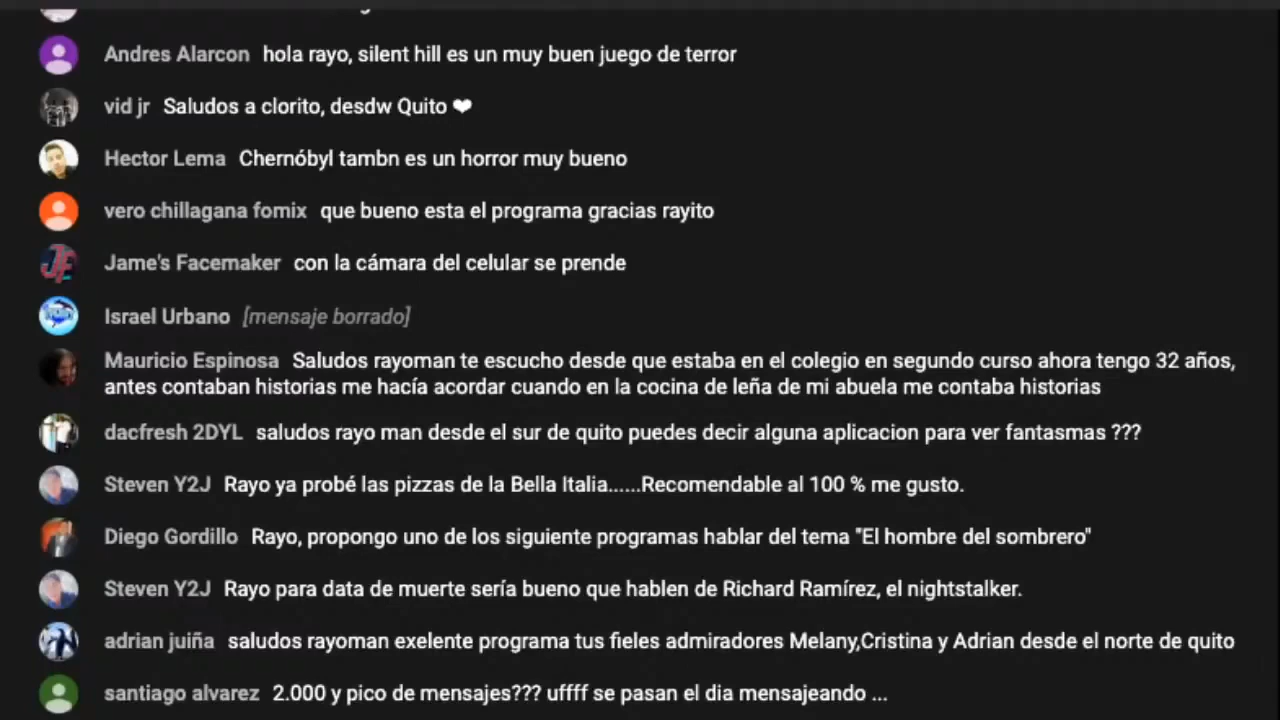 Andres Alarcon hola rayo, silent hill es un muy buen juego de terror
vid jr Saludos a clorito, desdw Quito ❤
Hector Lema Chernóbyl tambn es un horror muy bueno
vero chillagana fomix que bueno esta el programa gracias rayito
Jame's Facemaker con la cámara del celular se prende
Israel Urbano [mensaje borrado]
Mauricio Espinosa Saludos rayoman te escucho desde que estaba en el colegio en segundo curso ahora tengo 32 años,
antes contaban historias me hacía acordar cuando en la cocina de leña de mi abuela me contaba historias
dacfresh 2DYL saludos rayo man desde el sur de quito puedes decir alguna aplicacion para ver fantasmas ???
Steven Y2J Rayo ya probé las pizzas de la Bella Italia......Recomendable al 100 % me gusto.
Diego Gordillo Rayo, propongo uno de los siguiente programas hablar del tema "El hombre del sombrero"
Steven Y2J Rayo para data de muerte sería bueno que hablen de Richard Ramírez, el nightstalker.
adrian juiña saludos rayoman exelente programa tus fieles admiradores Melany,Cristina y Adrian desde el norte de quito
santiago alvarez 2.000 y pico de mensajes??? uffff se pasan el dia mensajeando ...